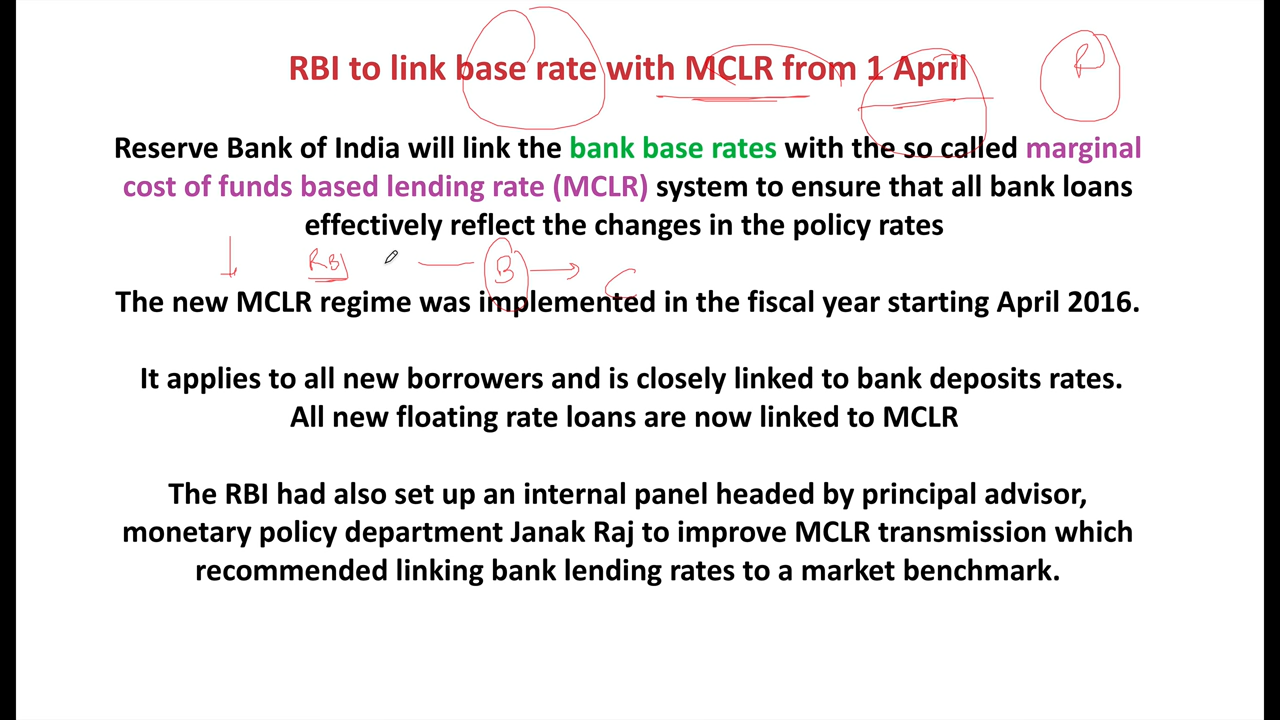 RBI to link base rate with MCLR from 1 April
R
Reserve Bank of India will link the bank base rates with the so called marginal
cost of funds based lending rate (MCLR) system to ensure that all bank loans
effectively reflect the changes in the policy rates
RBI B C
The new MCLR regime was implemented in the fiscal year starting April 2016.
It applies to all new borrowers and is closely linked to bank deposits rates.
All new floating rate loans are now linked to MCLR
The RBI had also set up an internal panel headed by principal advisor,
monetary policy department Janak Raj to improve MCLR transmission which
recommended linking bank lending rates to a market benchmark.